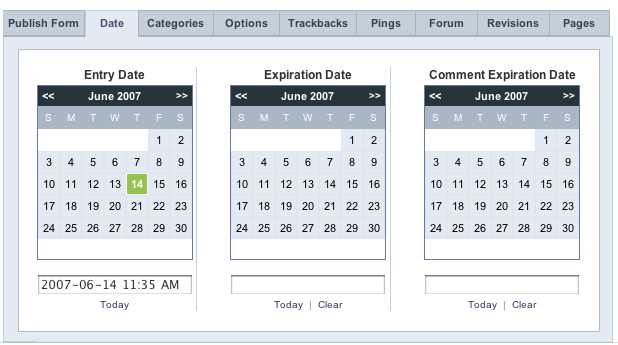 Publish Form Date Categories Options Trackbacks Pings Forum Revisions Pages
Entry Date
<< June 2007 >>
S M T W T F S
1 2
3 4 5 6 7 8 9
10 11 12 13 14 15 16
17 18 19 20 21 22 23
24 25 26 27 28 29 30
2007-06-14 11:35 AM
Today
Expiration Date
<< June 2007 >>
S M T W T F S
1 2
3 4 5 6 7 8 9
10 11 12 13 14 15 16
17 18 19 20 21 22 23
24 25 26 27 28 29 30
Today | Clear
Comment Expiration Date
<< June 2007 >>
S M T W T F S
1 2
3 4 5 6 7 8 9
10 11 12 13 14 15 16
17 18 19 20 21 22 23
24 25 26 27 28 29 30
Today | Clear